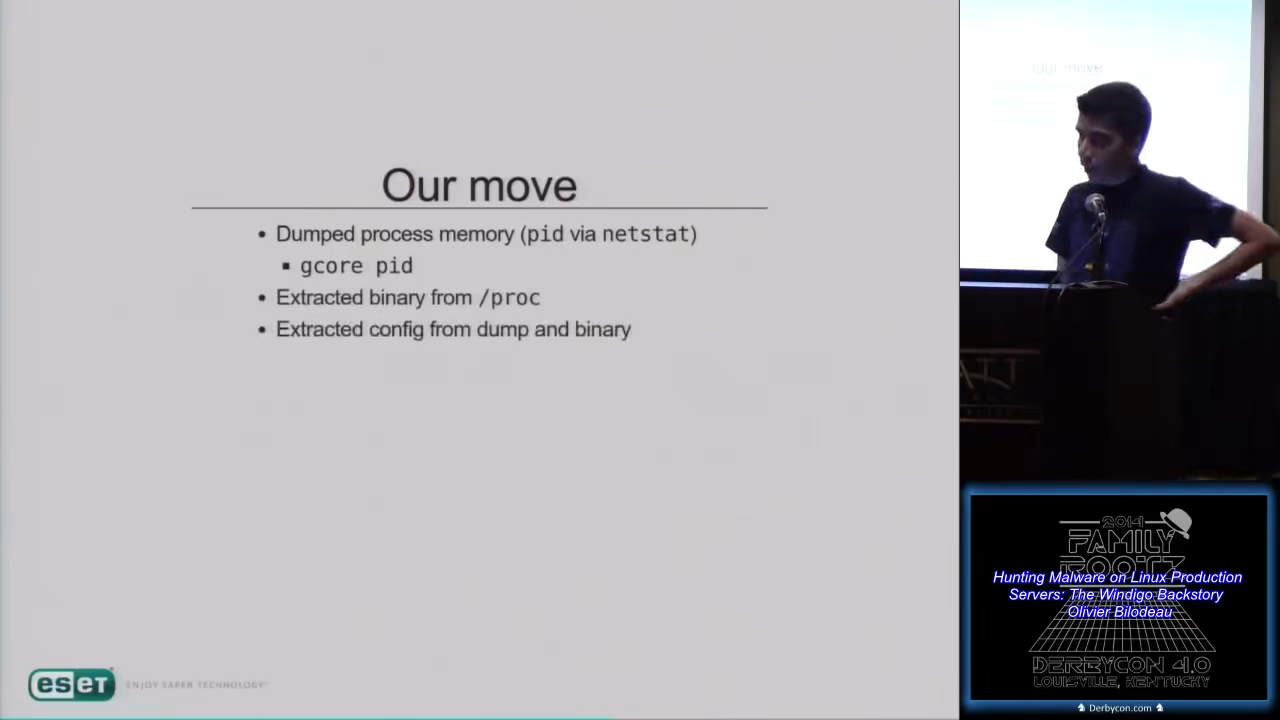 Our move
• Dumped process memory (pid via netstat)
▪ gcore pid
• Extracted binary from /proc
• Extracted config from dump and binary
eset ENJOY SAFER TECHNOLOGY
Our move
2014
FAMILY
ROOTZ
Hunting Malware on Linux Production
Servers: The Windigo Backstory
Olivier Bilodeau
DERBYCON 4.0
LOUISVILLE, KENTUCKY
Derbycon.com